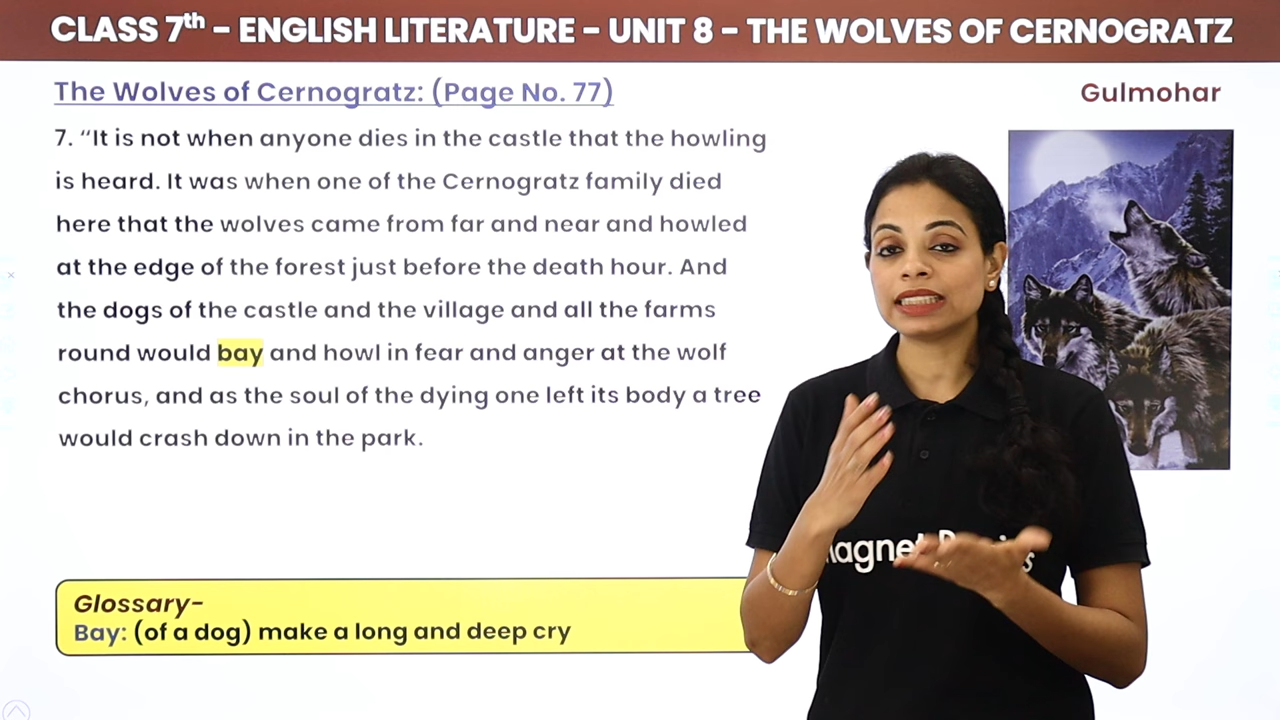 CLASS 7th - ENGLISH LITERATURE - UNIT 8 - THE WOLVES OF CERNOGRATZ
The Wolves of Cernogratz: (Page No. 77)
Gulmohar
7. “It is not when anyone dies in the castle that the howling
is heard. It was when one of the Cernogratz family died
here that the wolves came from far and near and howled
at the edge of the forest just before the death hour. And
the dogs of the castle and the village and all the farms
round would bay and howl in fear and anger at the wolf
chorus, and as the soul of the dying one left its body a tree
would crash down in the park.
Glossary-
Bay: (of a dog) make a long and deep cry